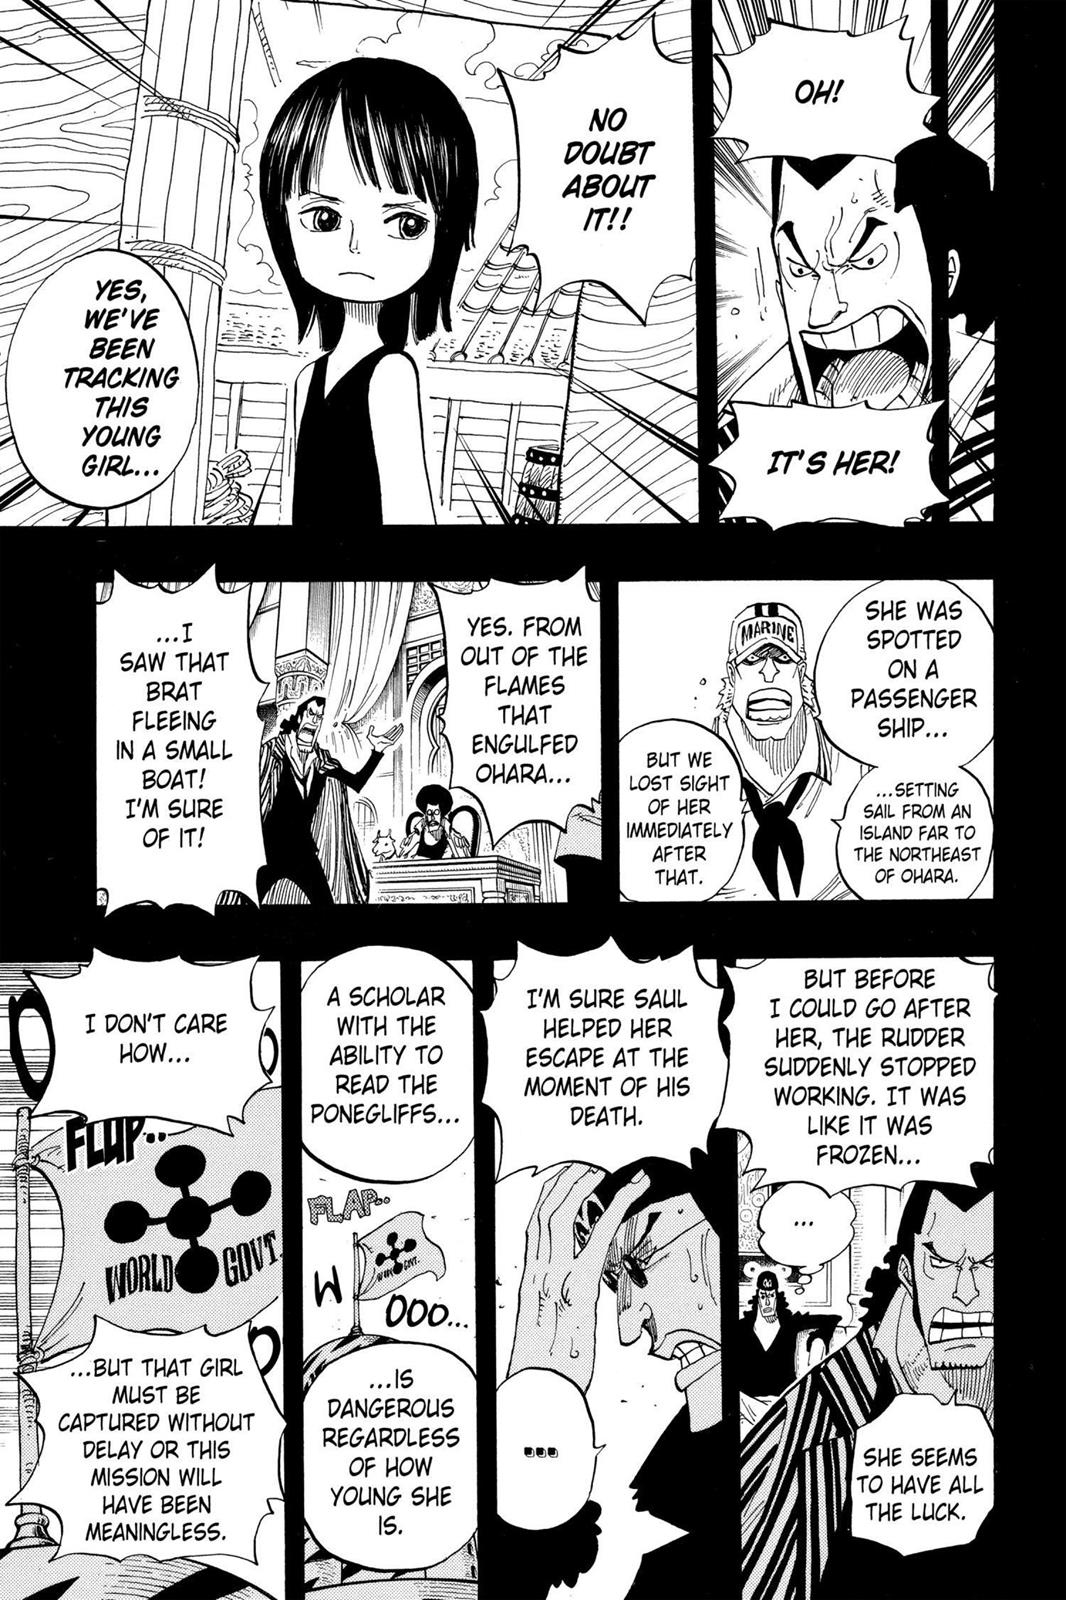 OH!
IT'S HER!
NO
DOUBT
ABOUT
IT!!
YES,
WE'VE
BEEN
TRACKING
THIS
YOUNG
GIRL...
SHE WAS
SPOTTED
ON A
PASSENGER
SHIP...
...SETTING
SAIL FROM AN
ISLAND FAR TO
THE NORTHEAST
OF OHARA.
MARINE
BUT WE
LOST SIGHT
OF HER
IMMEDIATELY
AFTER
THAT.
YES. FROM
OUT OF THE
FLAMES
THAT
ENGULFED
OHARA...
...I
SAW THAT
BRAT
FLEEING
IN A SMALL
BOAT!
I'M SURE
OF IT!
BUT BEFORE
I COULD GO AFTER
HER, THE RUDDER
SUDDENLY STOPPED
WORKING. IT WAS
LIKE IT WAS
FROZEN...
...
SHE SEEMS
TO HAVE ALL
THE LUCK.
I'M SURE SAUL
HELPED HER
ESCAPE AT THE
MOMENT OF HIS
DEATH.
...
A SCHOLAR
WITH THE
ABILITY TO
READ THE
PONEGLIFFS...
FLAP..
W
OOO...
...IS
DANGEROUS
REGARDLESS
OF HOW
YOUNG SHE
IS.
I DON'T CARE
HOW...
FLUP..
WORLD GOVT.
...BUT THAT GIRL
MUST BE
CAPTURED WITHOUT
DELAY OR THIS
MISSION WILL
HAVE BEEN
MEANINGLESS.